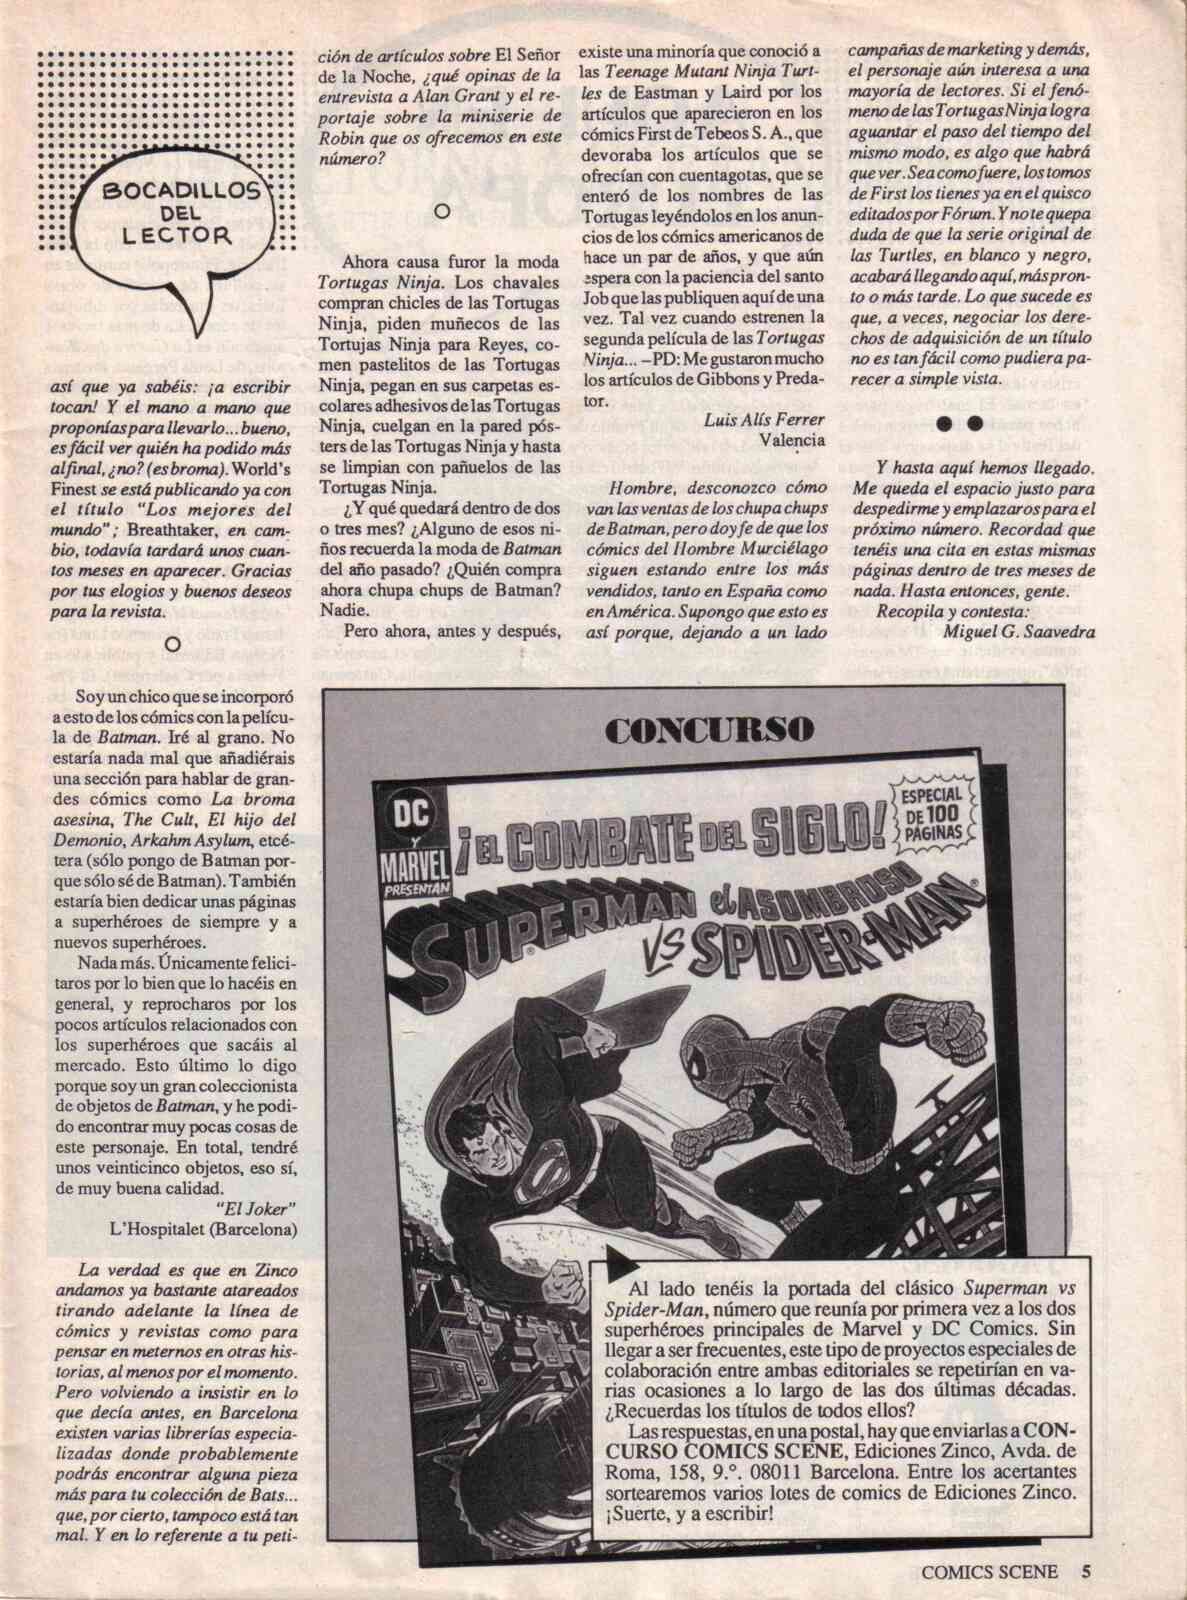 BOCADILLOS
DEL
LECTOR
así que ya sabéis: ¡a escribir
tocan! Y el mano a mano que
proponías para llevarlo... bueno,
es fácil ver quién ha podido más
al final, ¿no? (es broma). World's
Finest se está publicando ya con
el título "Los mejores del
mundo"; Breathtaker, en cam-
bio, todavía tardará unos cuan-
tos meses en aparecer. Gracias
por tus elogios y buenos deseos
para la revista.
Soy un chico que se incorporó
a esto de los cómics con la pelícu-
la de Batman. Iré al grano. No
estaría nada mal que añadiérais
una sección para hablar de gran-
des cómics como La broma
asesina, The Cult, El hijo del
Demonio, Arkahm Asylum, etcé-
tera (sólo pongo de Batman por-
que sólo sé de Batman). También
estaría bien dedicar unas páginas
a superhéroes de siempre y a
nuevos superhéroes.
Nada más. Únicamente felici-
taros por lo bien que lo hacéis en
general, y reprocharos por los
pocos artículos relacionados con
los superhéroes que sacáis al
mercado. Esto último lo digo
porque soy un gran coleccionista
de objetos de Batman, y he podi-
do encontrar muy pocas cosas de
este personaje. En total, tendré
unos veinticinco objetos, eso sí,
de muy buena calidad.
"El Joker"
L'Hospitalet (Barcelona)
La verdad es que en Zinco
andamos ya bastante atareados
tirando adelante la línea de
cómics y revistas como para
pensar en meternos en otras his-
torias, al menos por el momento.
Pero volviendo a insistir en lo
que decía antes, en Barcelona
existen varias librerías especia-
lizadas donde probablemente
podrás encontrar alguna pieza
más para tu colección de Bats...
que, por cierto, tampoco está tan
mal. Y en lo referente a tu peti-
ción de artículos sobre El Señor
de la Noche, ¿qué opinas de la
entrevista a Alan Grant y el re-
portaje sobre la miniserie de
Robin que os ofrecemos en este
número?
Ahora causa furor la moda
Tortugas Ninja. Los chavales
compran chicles de las Tortugas
Ninja, piden muñecos de las
Tortujas Ninja para Reyes, co-
men pastelitos de las Tortugas
Ninja, pegan en sus carpetas es-
colares adhesivos de las Tortugas
Ninja, cuelgan en la pared pós-
ters de las Tortugas Ninja y hasta
se limpian con pañuelos de las
Tortugas Ninja.
¿Y qué quedará dentro de dos
o tres mes? ¿Alguno de esos ni-
ños recuerda la moda de Batman
del año pasado? ¿Quién compra
ahora chupa chups de Batman?
Nadie.
Pero ahora, antes y después,
existe una minoría que conoció a
las Teenage Mutant Ninja Turt-
les de Eastman y Laird por los
artículos que aparecieron en los
cómics First de Tebeos S. A., que
devoraba los artículos que se
ofrecían con cuentagotas, que se
enteró de los nombres de las
Tortugas leyéndolos en los anun-
cios de los cómics americanos de
hace un par de años, y que aún
espera con la paciencia del santo
Job que las publiquen aquí de una
vez. Tal vez cuando estrenen la
segunda película de las Tortugas
Ninja... –PD: Me gustaron mucho
los artículos de Gibbons y Preda-
tor.
Luis Alís Ferrer
Valencia
Hombre, desconozco cómo
van las ventas de los chupa chups
de Batman, pero doy fe de que los
cómics del Hombre Murciélago
siguen estando entre los más
vendidos, tanto en España como
en América. Supongo que esto es
así porque, dejando a un lado
campañas de marketing y demás,
el personaje aún interesa a una
mayoría de lectores. Si el fenó-
meno de las Tortugas Ninja logra
aguantar el paso del tiempo del
mismo modo, es algo que habrá
que ver. Sea como fuere, los tomos
de First los tienes ya en el quisco
editados por Fórum. Y no te quepa
duda de que la serie original de
las Turtles, en blanco y negro,
acabará llegando aquí, más pron-
to o más tarde. Lo que sucede es
que, a veces, negociar los dere-
chos de adquisición de un título
no es tan fácil como pudiera pa-
recer a simple vista.
Y hasta aquí hemos llegado.
Me queda el espacio justo para
despedirme y emplazaros para el
próximo número. Recordad que
tenéis una cita en estas mismas
páginas dentro de tres meses de
nada. Hasta entonces, gente.
Recopila y contesta:
Miguel G. Saavedra
CONCURSO
DC
Y
MARVEL
PRESENTAN
¡EL COMBATE DEL SIGLO!
ESPECIAL
DE 100
PAGINAS
SUPERMAN
VS
el ASOMBROSO
SPIDER-MAN®
Al lado tenéis la portada del clásico Superman vs
Spider-Man, número que reunía por primera vez a los dos
superhéroes principales de Marvel y DC Comics. Sin
llegar a ser frecuentes, este tipo de proyectos especiales de
colaboración entre ambas editoriales se repetirían en va-
rias ocasiones a lo largo de las dos últimas décadas.
¿Recuerdas los títulos de todos ellos?
Las respuestas, en una postal, hay que enviarlas a CON-
CURSO COMICS SCENE, Ediciones Zinco, Avda. de
Roma, 158, 9.º. 08011 Barcelona. Entre los acertantes
sortearemos varios lotes de comics de Ediciones Zinco.
¡Suerte, y a escribir!
COMICS SCENE 5